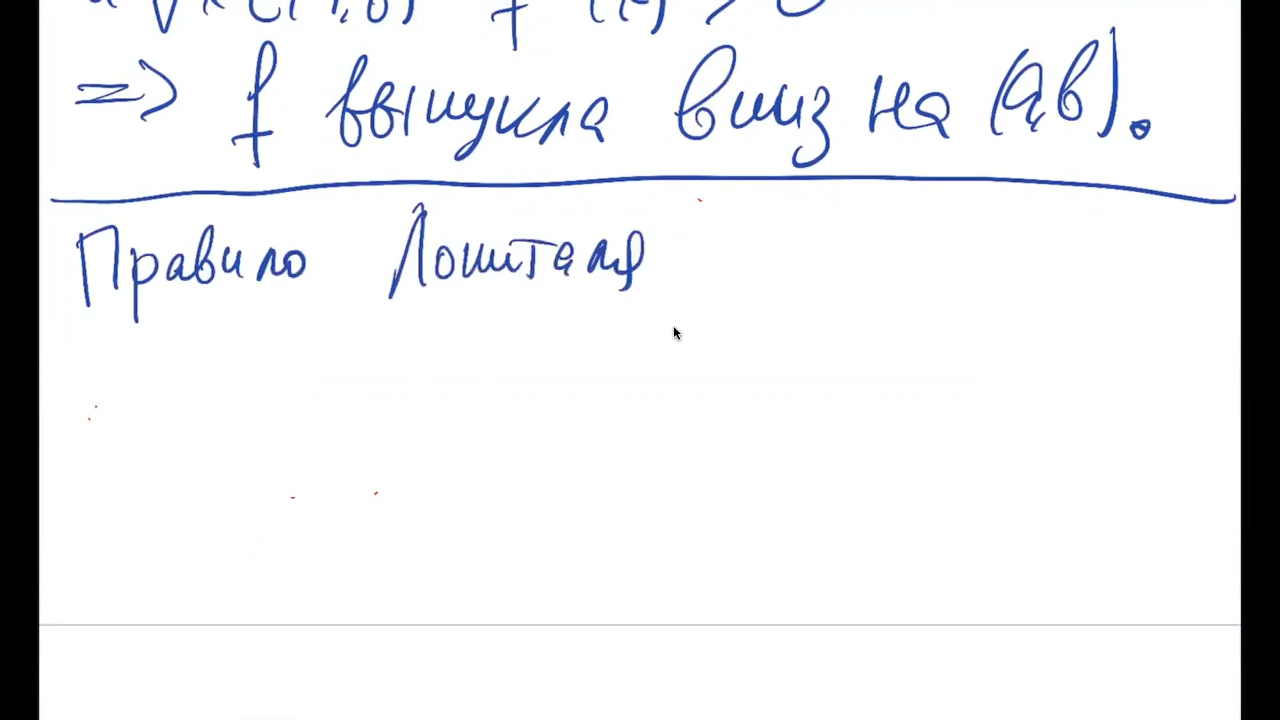 => f выпукла вниз на (a,b).
Правило Лопиталя